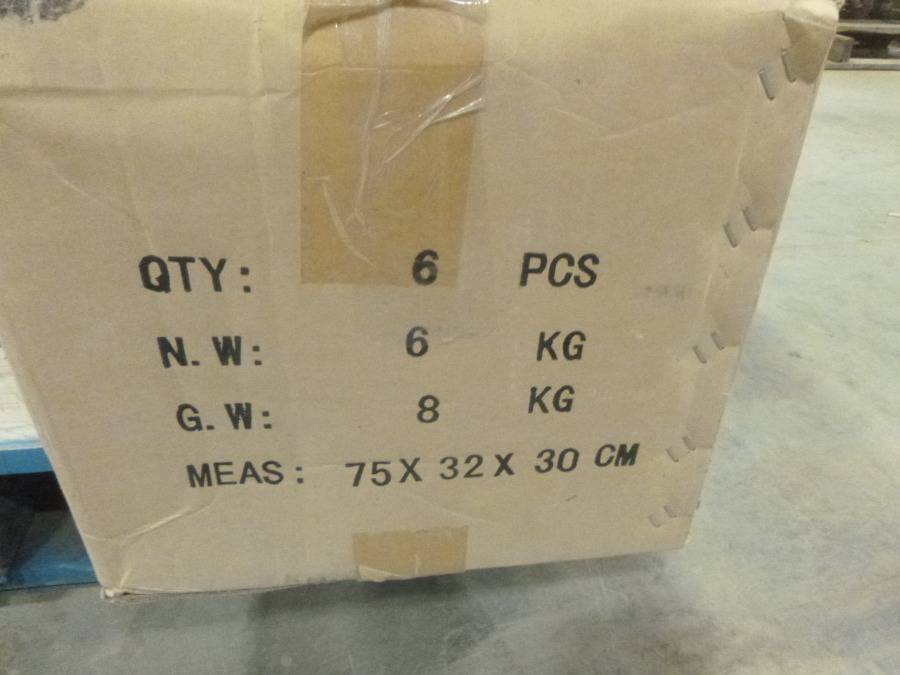 QTY: 6 PCS
N.W: 6 KG
G.W: 8 KG
MEAS: 75X 32X 30 CM